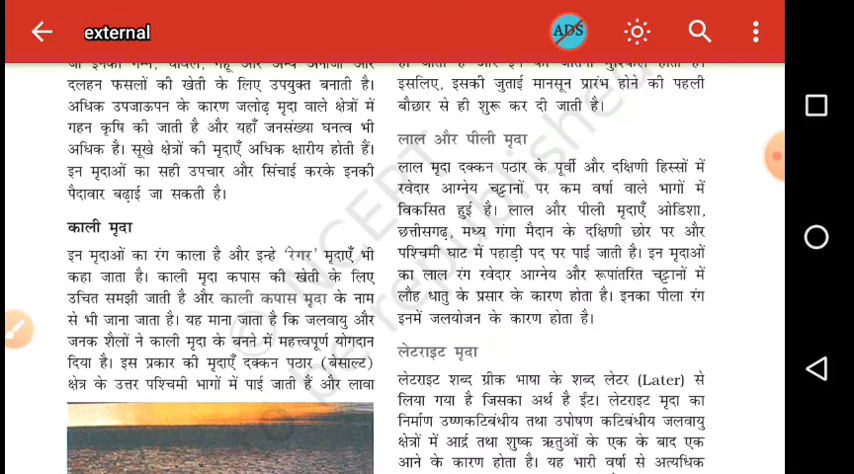 external
ADS
दलहन फसलों की खेती के लिए उपयुक्त बनाती है।
अधिक उपजाऊपन के कारण जलोढ़ मृदा वाले क्षेत्रों में
गहन कृषि की जाती है और यहाँ जनसंख्या घनत्व भी
अधिक है। सूखे क्षेत्रों की मृदाएँ अधिक क्षारीय होती हैं।
इन मृदाओं का सही उपचार और सिंचाई करके इनकी
पैदावार बढ़ाई जा सकती है।
काली मृदा
इन मृदाओं का रंग काला है और इन्हे ‘रेगर’ मृदाएँ भी
कहा जाता है। काली मृदा कपास की खेती के लिए
उचित समझी जाती है और काली कपास मृदा के नाम
से भी जाना जाता है। यह माना जाता है कि जलवायु और
जनक शैलों ने काली मृदा के बनने में महत्त्वपूर्ण योगदान
दिया है। इस प्रकार की मृदाएँ दक्कन पठार (बेसाल्ट)
क्षेत्र के उत्तर पश्चिमी भागों में पाई जाती हैं और लावा
इसलिए, इसकी जुताई मानसून प्रारंभ होने की पहली
बौछार से ही शुरू कर दी जाती है।
लाल और पीली मृदा
लाल मृदा दक्कन पठार के पूर्वी और दक्षिणी हिस्सों में
रवेदार आग्नेय चट्टानों पर कम वर्षा वाले भागों में
विकसित हुई है। लाल और पीली मृदाएँ ओडिशा,
छत्तीसगढ़, मध्य गंगा मैदान के दक्षिणी छोर पर और
पश्चिमी घाट में पहाड़ी पद पर पाई जाती है। इन मृदाओं
का लाल रंग रवेदार आग्नेय और रूपांतरित चट्टानों में
लौह धातु के प्रसार के कारण होता है। इनका पीला रंग
इनमें जलयोजन के कारण होता है।
लेटराइट मृदा
लेटराइट शब्द ग्रीक भाषा के शब्द लेटर (Later) से
लिया गया है जिसका अर्थ है ईंट। लेटराइट मृदा का
निर्माण उष्णकटिबंधीय तथा उपोषण कटिबंधीय जलवायु
क्षेत्रों में आर्द्र तथा शुष्क ऋतुओं के एक के बाद एक
आने के कारण होता है। यह भारी वर्षा से अत्यधिक
© NCERT
be republished